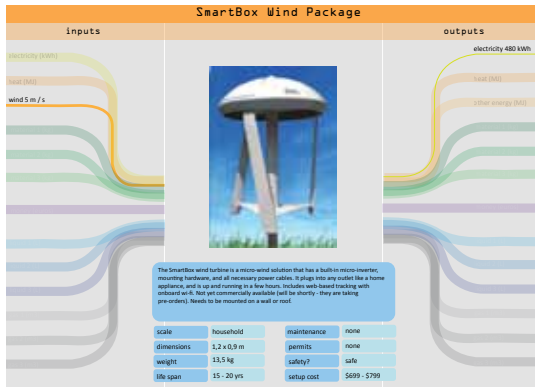 SmartBox Wind Package
inputs
outputs
electricity (kWh)
heat (MJ)
wind 5 m / s
electricity 480 kWh
heat (MJ)
other energy (MJ)
The SmartBox wind turbine is a micro-wind solution that has a built-in micro-inverter,
mounting hardware, and all necessary power cables. It plugs into any outlet like a home
appliance, and is up and running in a few hours. Includes web-based tracking with
onboard wi-fi. Not yet commercially available (will be shortly - they are taking
pre-orders). Needs to be mounted on a wall or roof.
scale household
dimensions 1,2 x 0,9 m
weight 13,5 kg
life span 15 - 20 yrs
maintenance none
permits none
safety? safe
setup cost $699 - $799